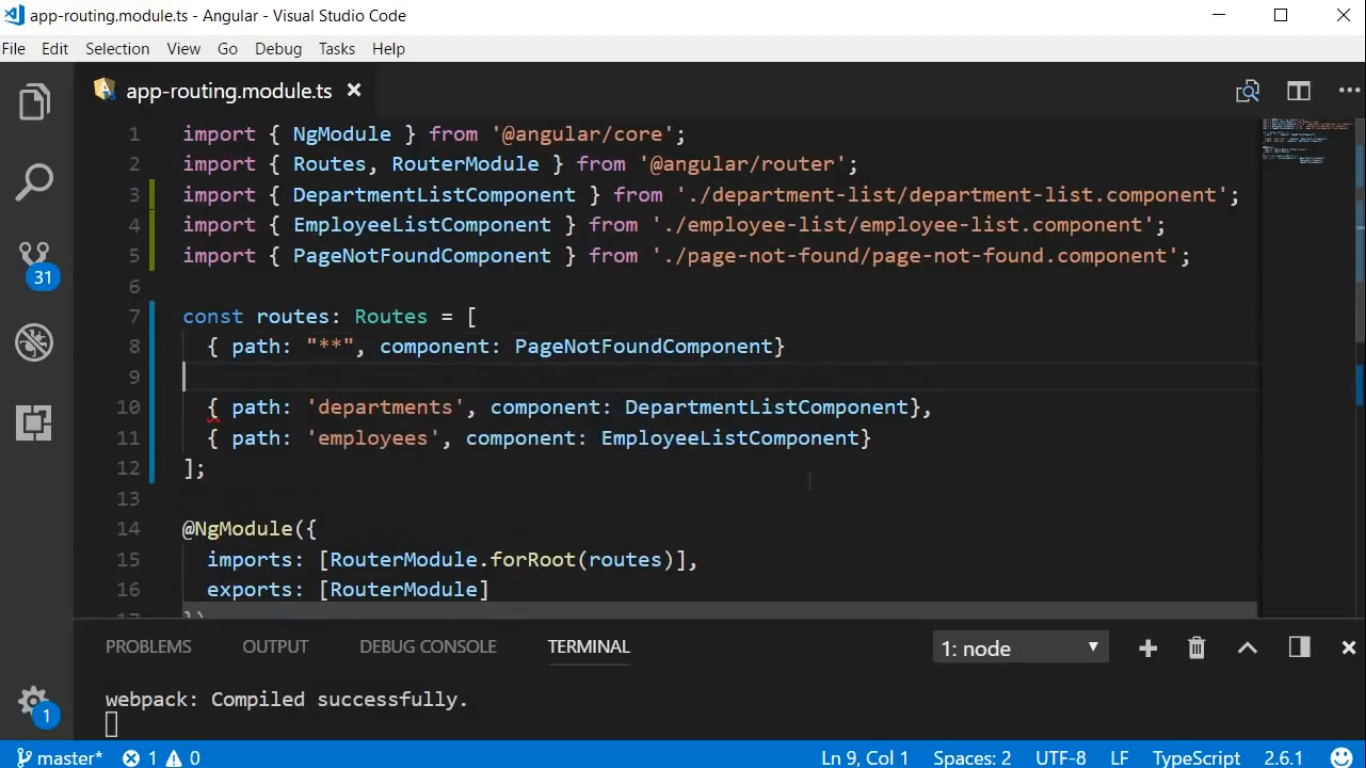 app-routing.module.ts - Angular - Visual Studio Code
File Edit Selection View Go Debug Tasks Help
app-routing.module.ts
1 import { NgModule } from '@angular/core';
2 import { Routes, RouterModule } from '@angular/router';
3 import { DepartmentListComponent } from './department-list/department-list.component';
4 import { EmployeeListComponent } from './employee-list/employee-list.component';
5 import { PageNotFoundComponent } from './page-not-found/page-not-found.component';
6
7 const routes: Routes = [
8 { path: "**", component: PageNotFoundComponent}
9
10 { path: 'departments', component: DepartmentListComponent},
11 { path: 'employees', component: EmployeeListComponent}
12 ];
13
14 @NgModule({
15 imports: [RouterModule.forRoot(routes)],
16 exports: [RouterModule]
17 })
31
PROBLEMS OUTPUT DEBUG CONSOLE TERMINAL 1: node
webpack: Compiled successfully.
1
master* 1 0 Ln 9, Col 1 Spaces: 2 UTF-8 LF TypeScript 2.6.1